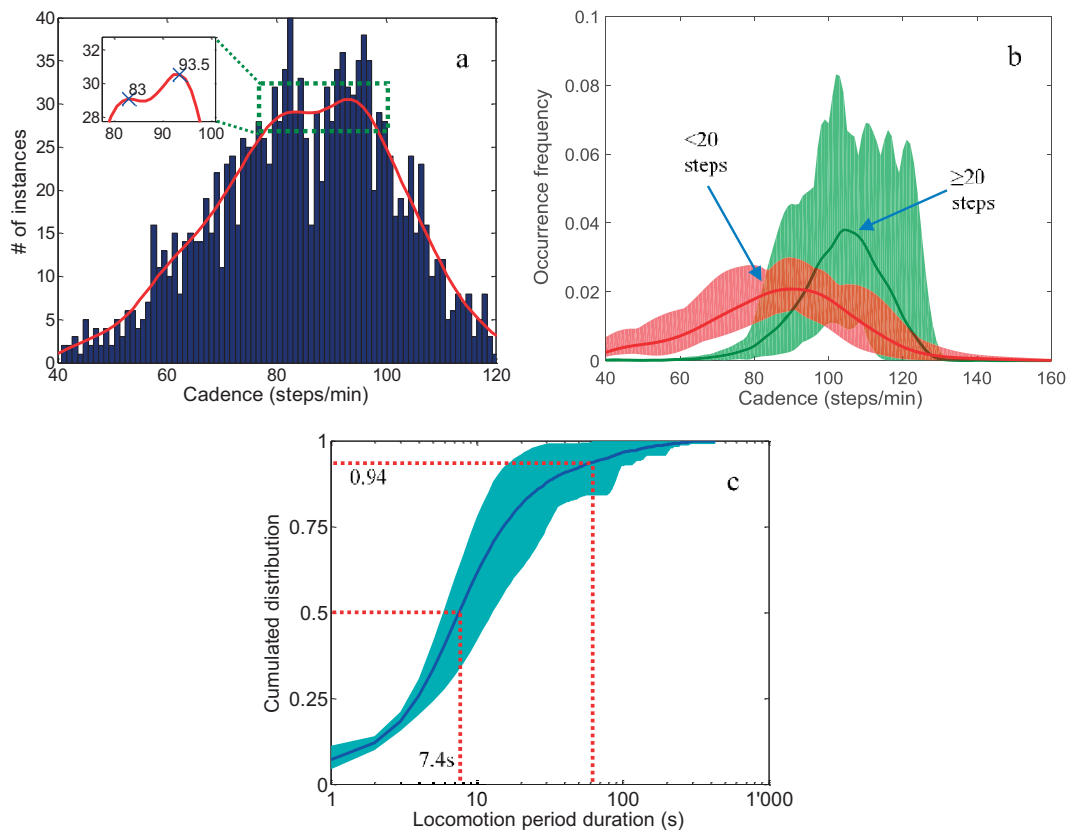 a
40
35
30
25
20
15
10
5
0
# of instances
40 60 80 100 120
Cadence (steps/min)
32
30
28
80 90 100
83
93.5
b
0.1
0.08
0.06
0.04
0.02
0
Occurrence frequency
40 60 80 100 120 140 160
Cadence (steps/min)
<20
steps
≥20
steps
c
1
0.75
0.5
0.25
0
Cumulated distribution
0.94
7.4s
1 10 100 1'000
Locomotion period duration (s)